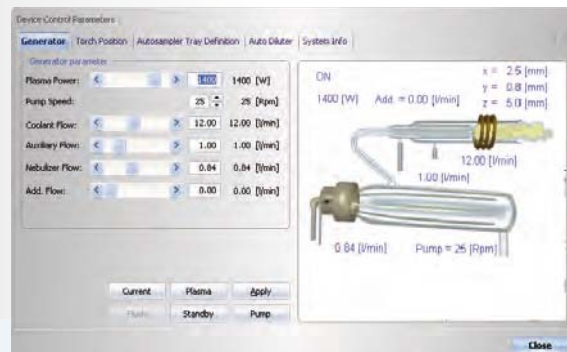 Device Control Parameters
Generator Torch Position Autosampler Tray Definition Auto Diluter System Info
Generator parameter
Plasma Power: 1400 1400 [W]
Pump Speed: 25 25 [Rpm]
Coolant Flow: 12.00 12.00 [l/min]
Auxiliary Flow: 1.00 1.00 [l/min]
Nebulizer Flow: 0.84 0.84 [l/min]
Add. Flow: 0.00 0.00 [l/min]
Current Plasma Apply
Flush Standby Pump
ON
x = 2.5 [mm]
y = 0.8 [mm]
z = 5.0 [mm]
1400 [W] Add. = 0.00 [l/min]
12.00 [l/min]
1.00 [l/min]
0.84 [l/min] Pump = 25 [Rpm]
Close